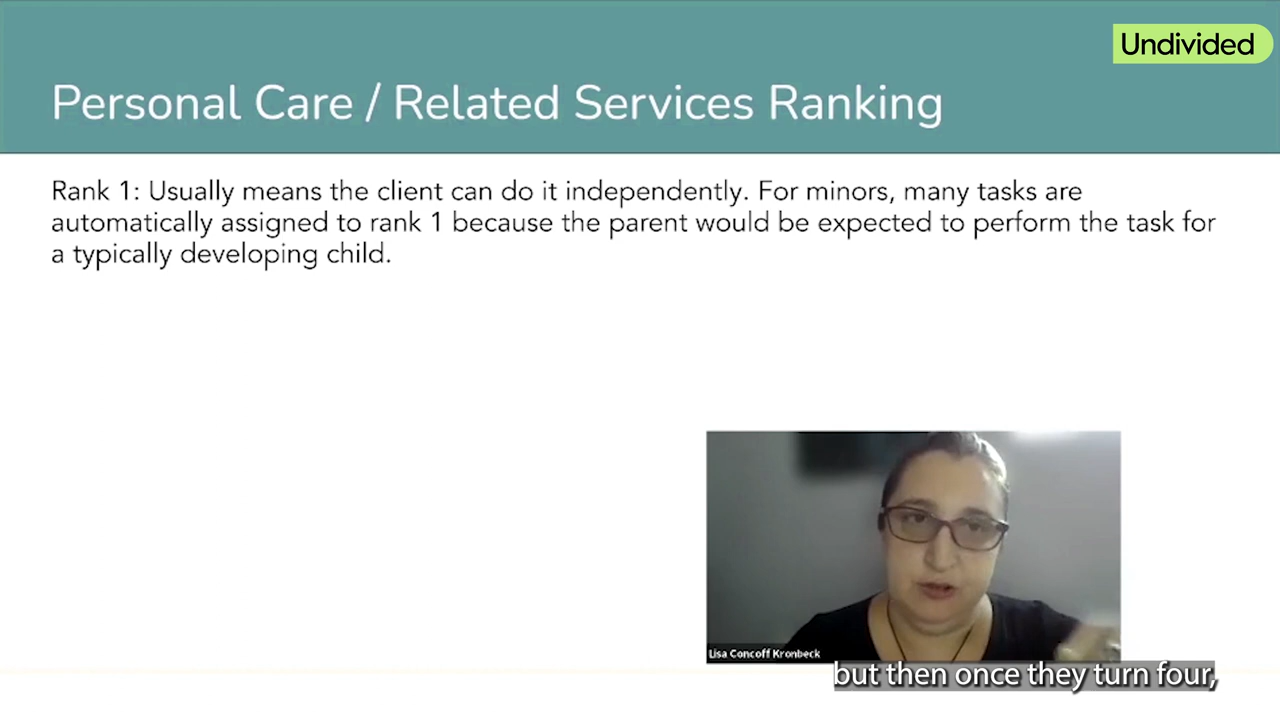 Undivided
Personal Care / Related Services Ranking
Rank 1: Usually means the client can do it independently. For minors, many tasks are
automatically assigned to rank 1 because the parent would be expected to perform the task for
a typically developing child.
Lisa Concoff Kronbeck
but then once they turn four,